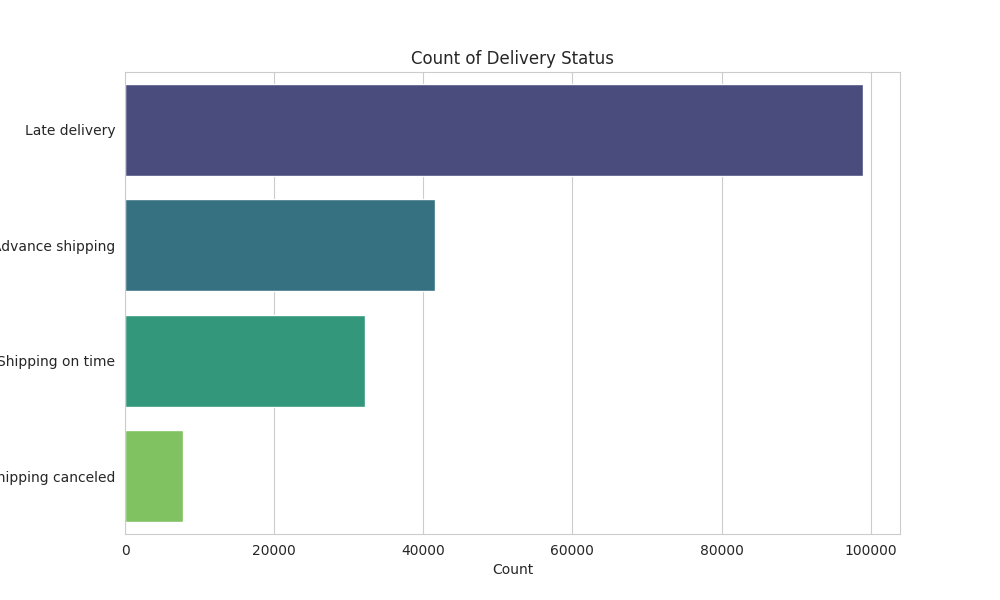 Count of Delivery Status
Late delivery
dvance shipping
Shipping on time
hipping canceled
0 20000 40000 60000 80000 100000
Count